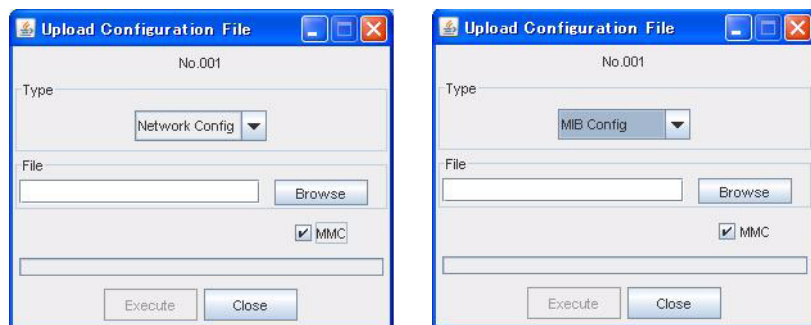 Upload Configuration File
No.001
Type
Network Config
File
Browse
MMC
Execute
Close
Upload Configuration File
No.001
Type
MIB Config
File
Browse
MMC
Execute
Close